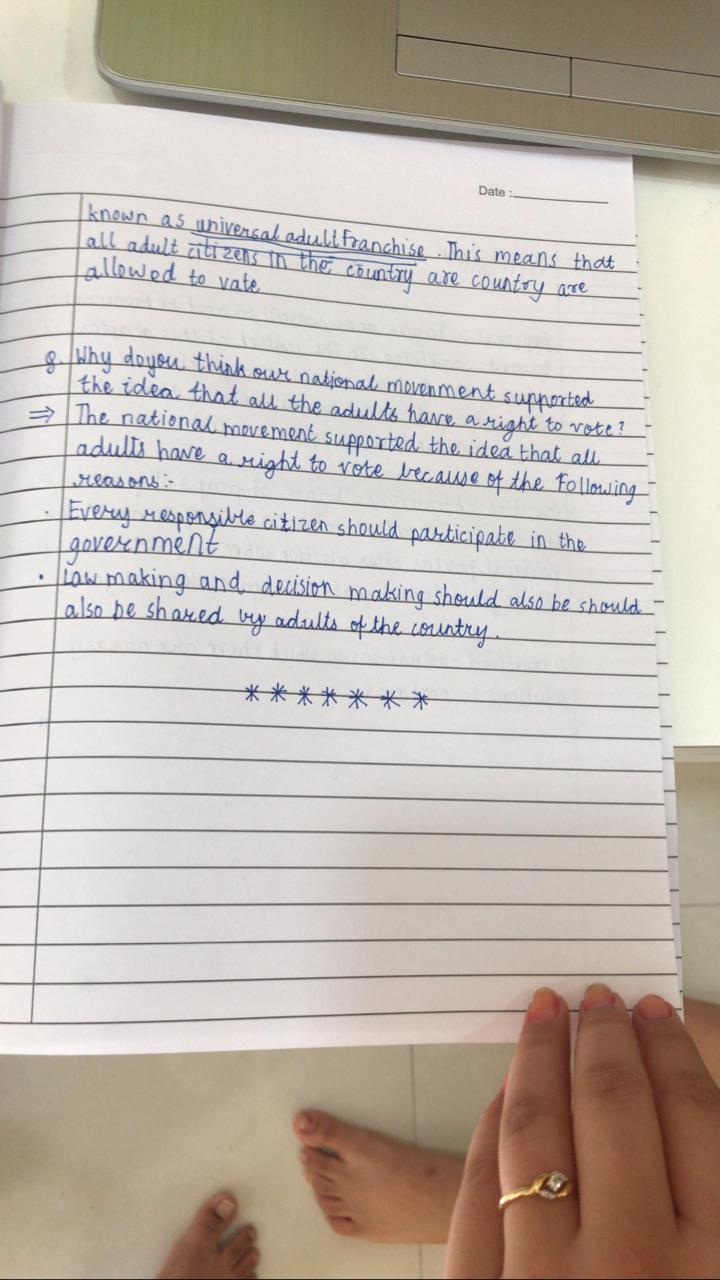 Date :
known as universal adult Franchise. This means that
all adult citizens in the country are country are
allowed to vate.
8. Why do you think our national movenment supported
the idea that all the adults have a right to vote?
⇒ The national movement supported the idea that all
adults have a right to vote because of the following
reasons:-
· Every responsible citizen should participate in the
government
· law making and decision making should also be should
also be shared by adults of the country.
* * * * * * *